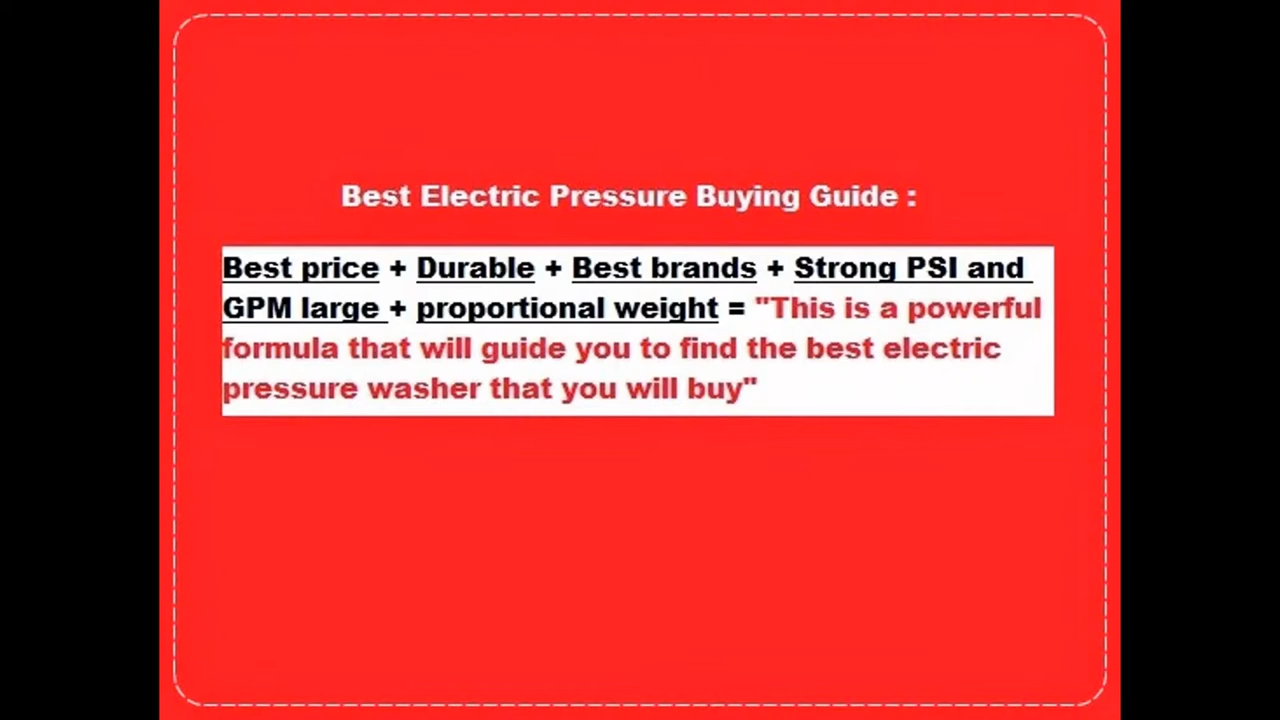 Best Electric Pressure Buying Guide :
Best price + Durable + Best brands + Strong PSI and
GPM large + proportional weight = "This is a powerful
formula that will guide you to find the best electric
pressure washer that you will buy"